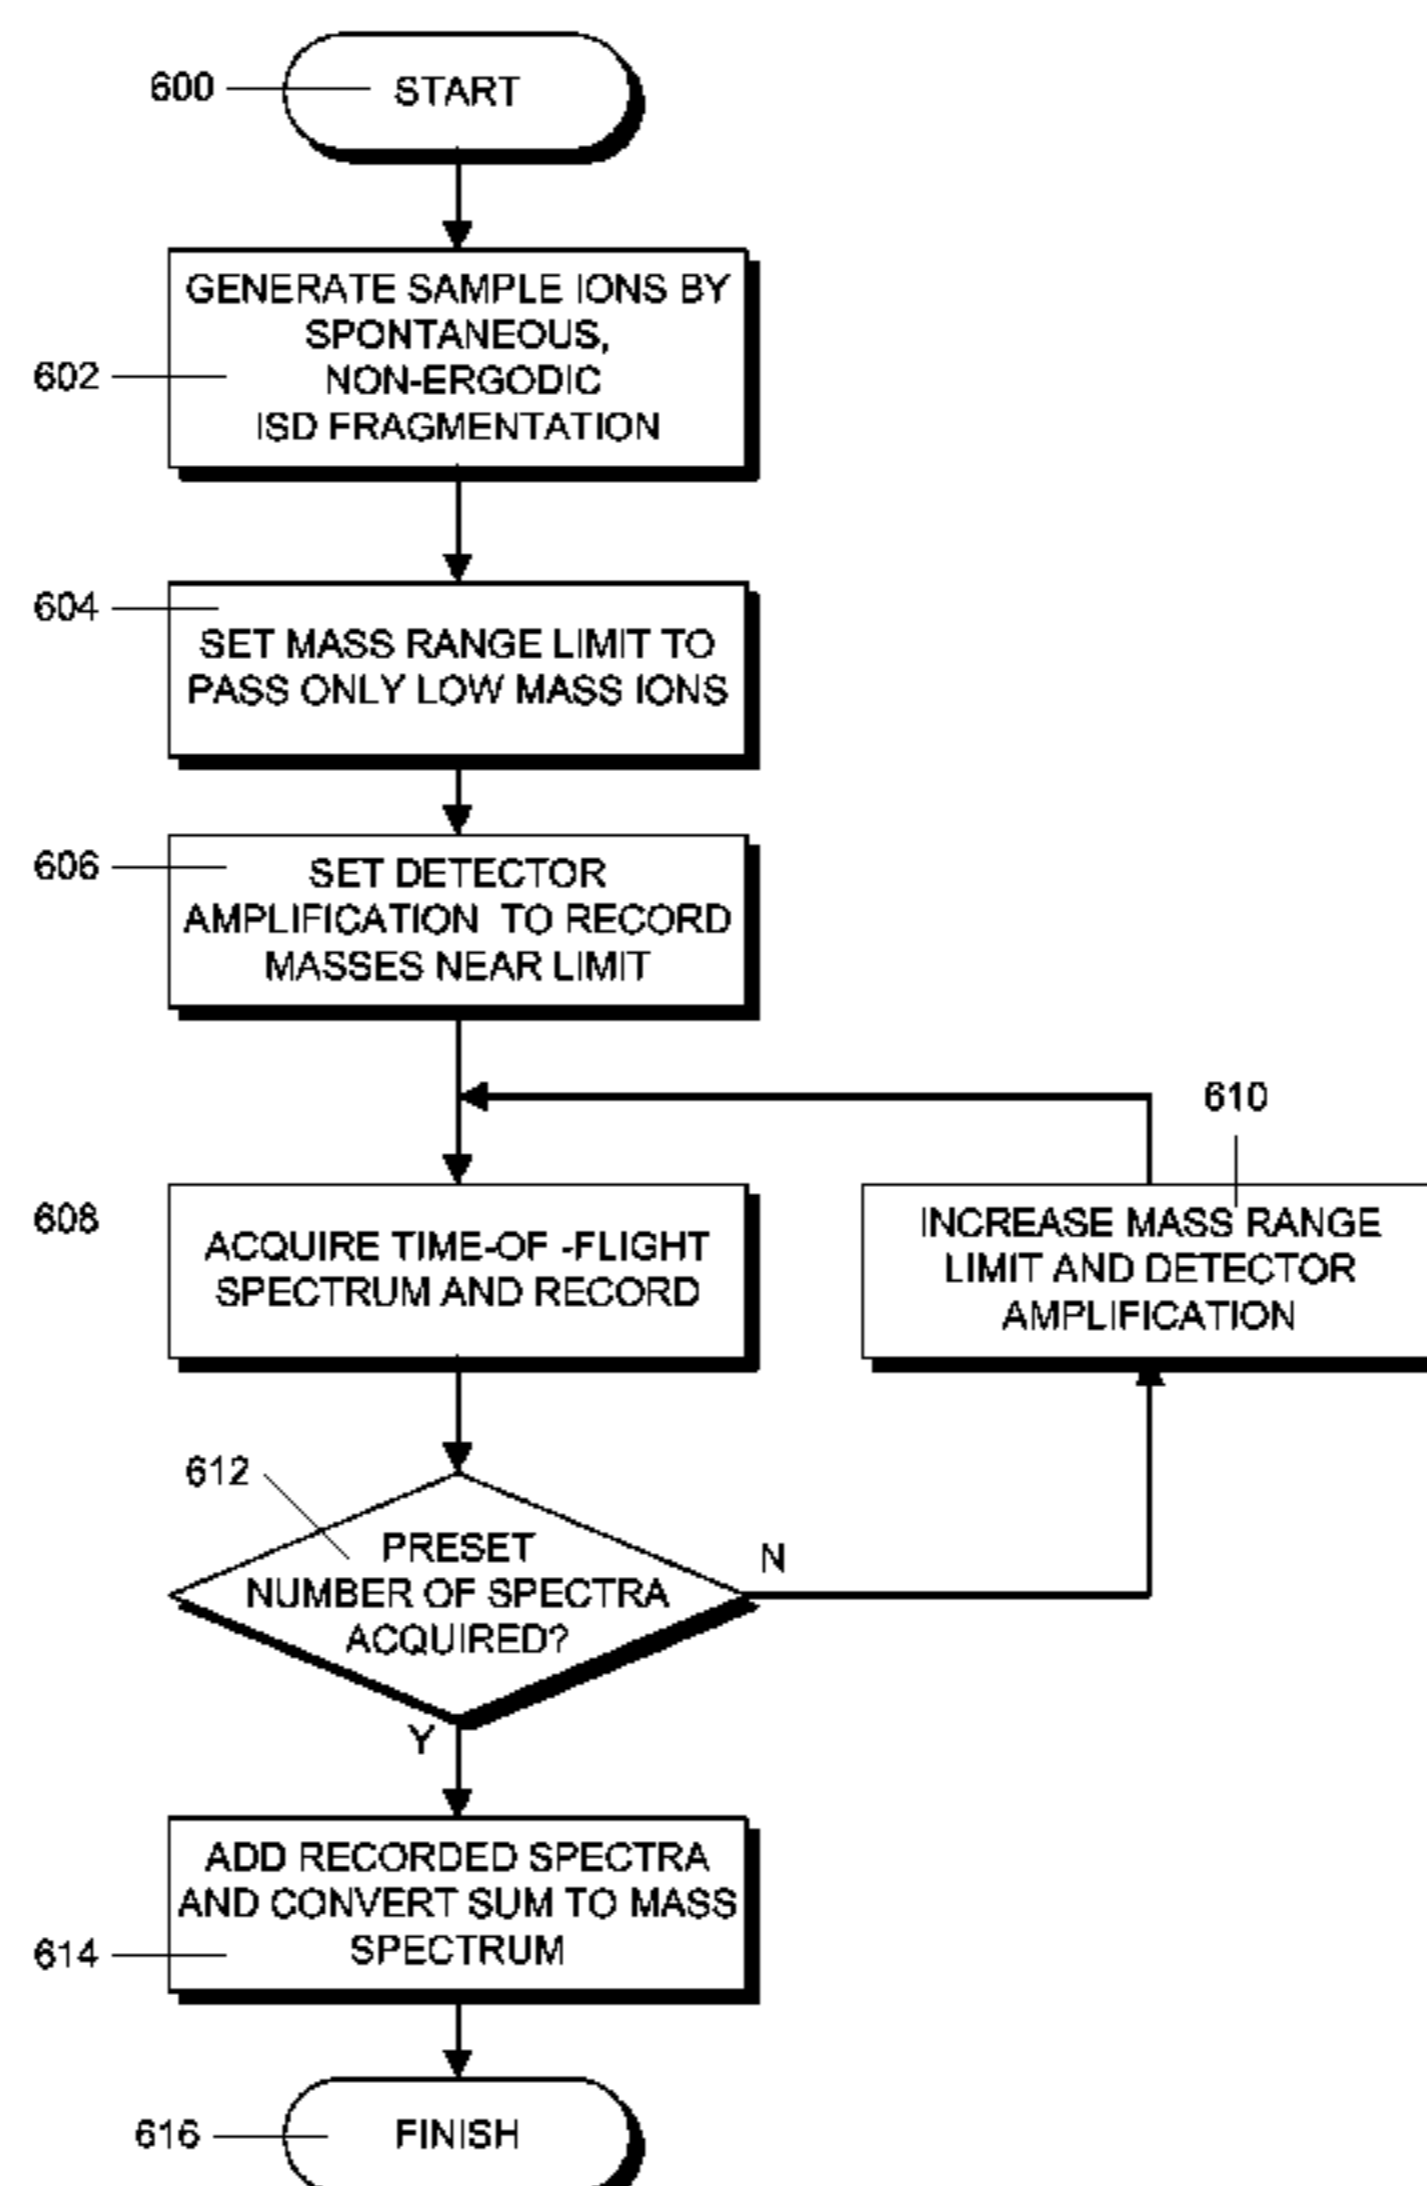 600
START
GENERATE SAMPLE IONS BY
SPONTANEOUS,
602
NON-ERGODIC
ISD FRAGMENTATION
604
SET MASS RANGE LIMIT TO
PASS ONLY LOW MASS IONS
606
SET DETECTOR
AMPLIFICATION TO RECORD
MASSES NEAR LIMIT
610
608
ACQUIRE TIME-OF -FLIGHT
SPECTRUM AND RECORD
INCREASE MASS RANGE
LIMIT AND DETECTOR
AMPLIFICATION
612
PRESET
NUMBER OF SPECTRA
ACQUIRED?
N
Y
ADD RECORDED SPECTRA
AND CONVERT SUM TO MASS
SPECTRUM
614
616
FINISH